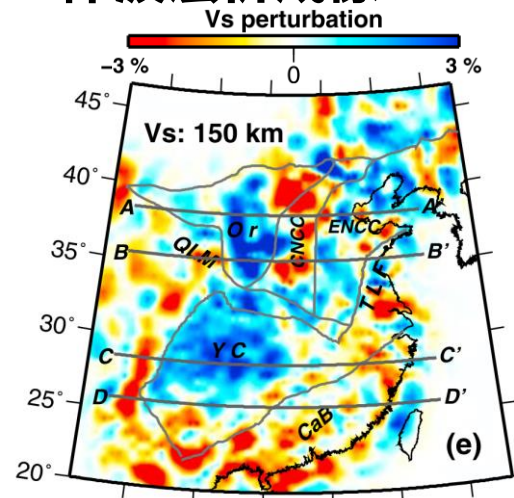 Vs perturbation
−3 %
0
3 %
45°
Vs: 150 km
40°
A
A'
Or
CNCC
ENCC
35°
B
B'
QLM
TLF
30°
YC
C
C'
25°
D
D'
CaB
20°
(e)